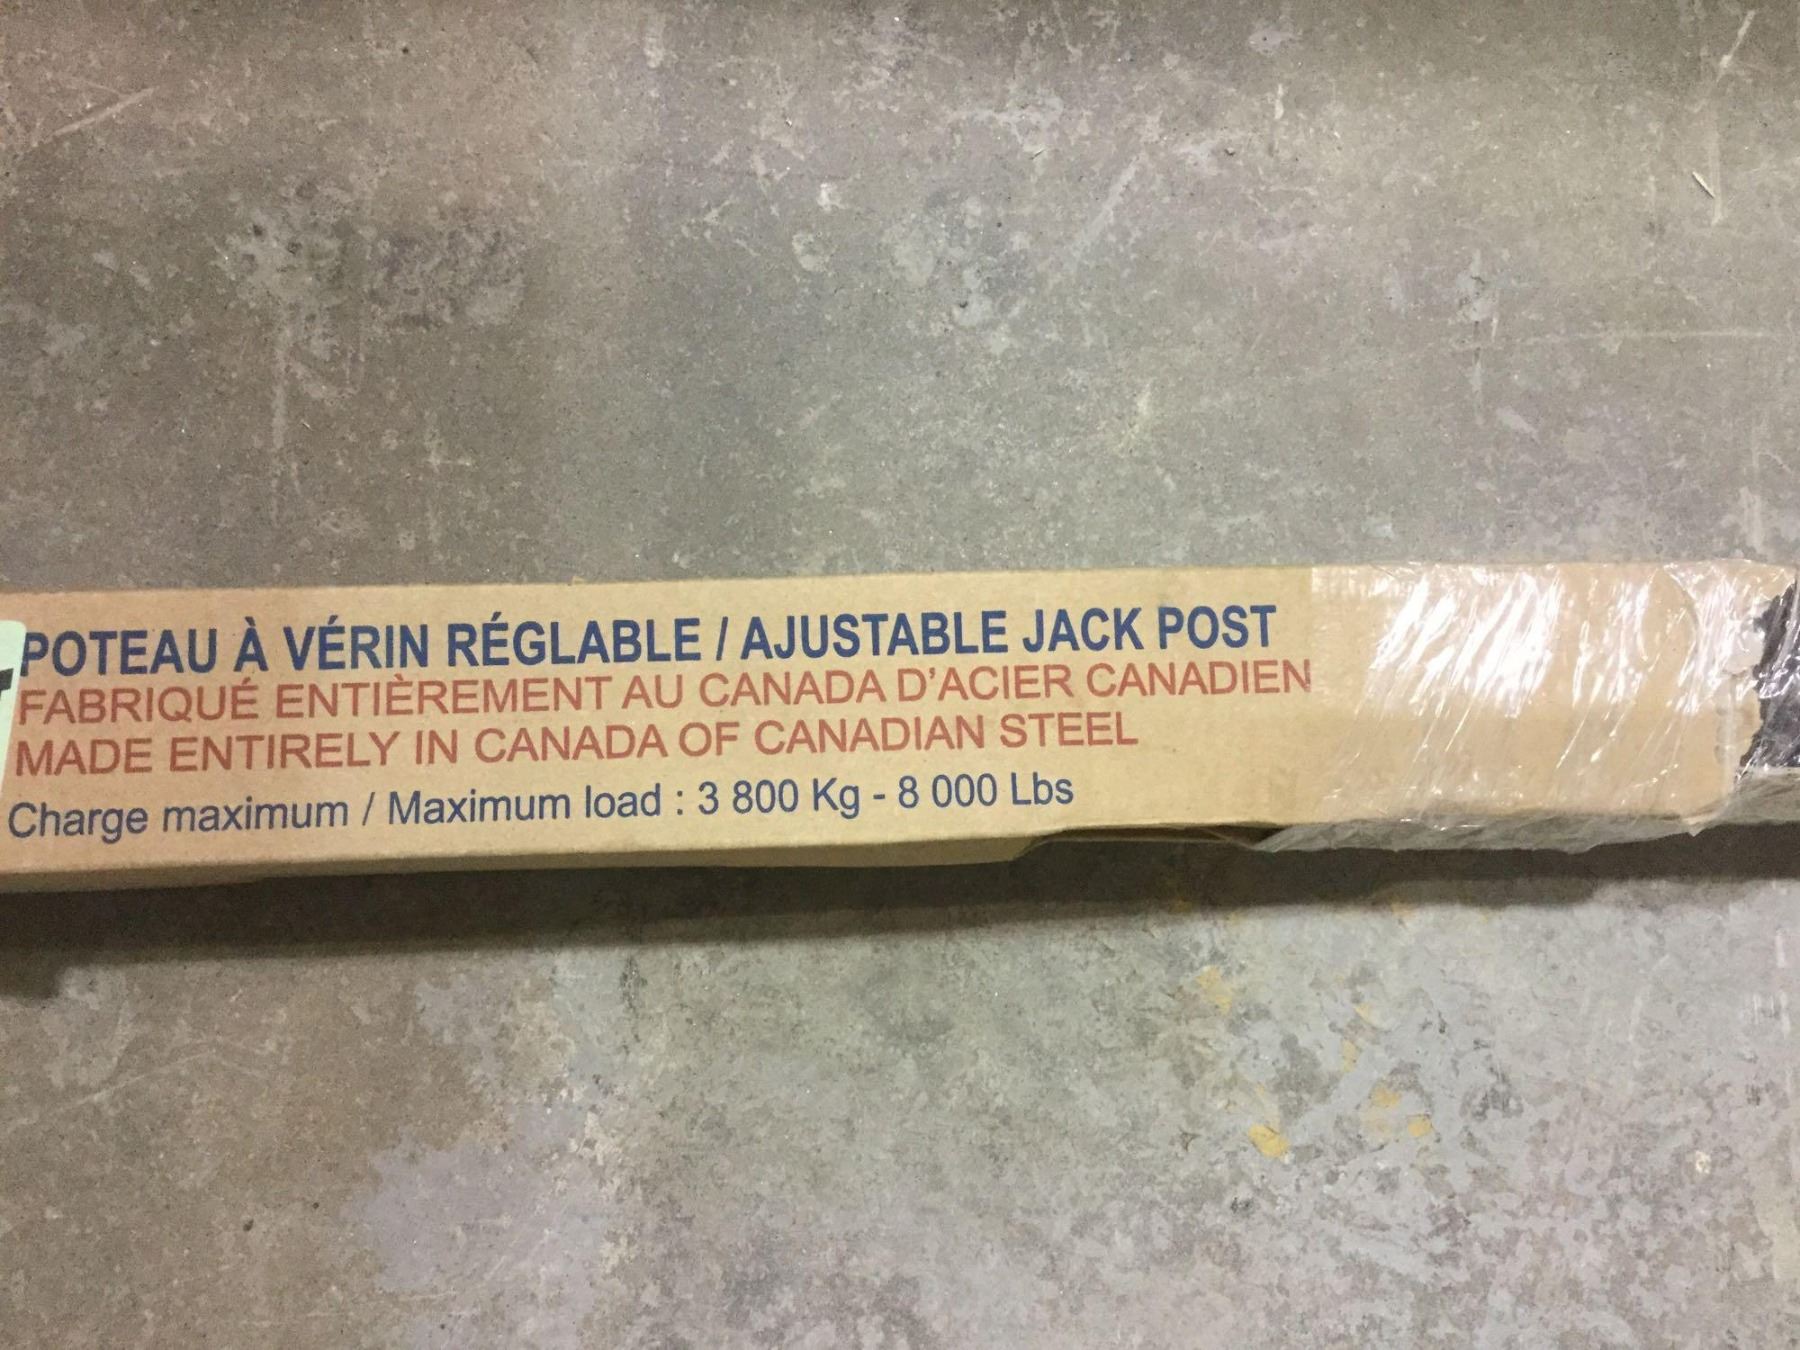 POTEAU À VÉRIN RÉGLABLE / AJUSTABLE JACK POST
FABRIQUÉ ENTIÈREMENT AU CANADA D'ACIER CANADIEN
MADE ENTIRELY IN CANADA OF CANADIAN STEEL
Charge maximum / Maximum load : 3 800 Kg - 8 000 Lbs